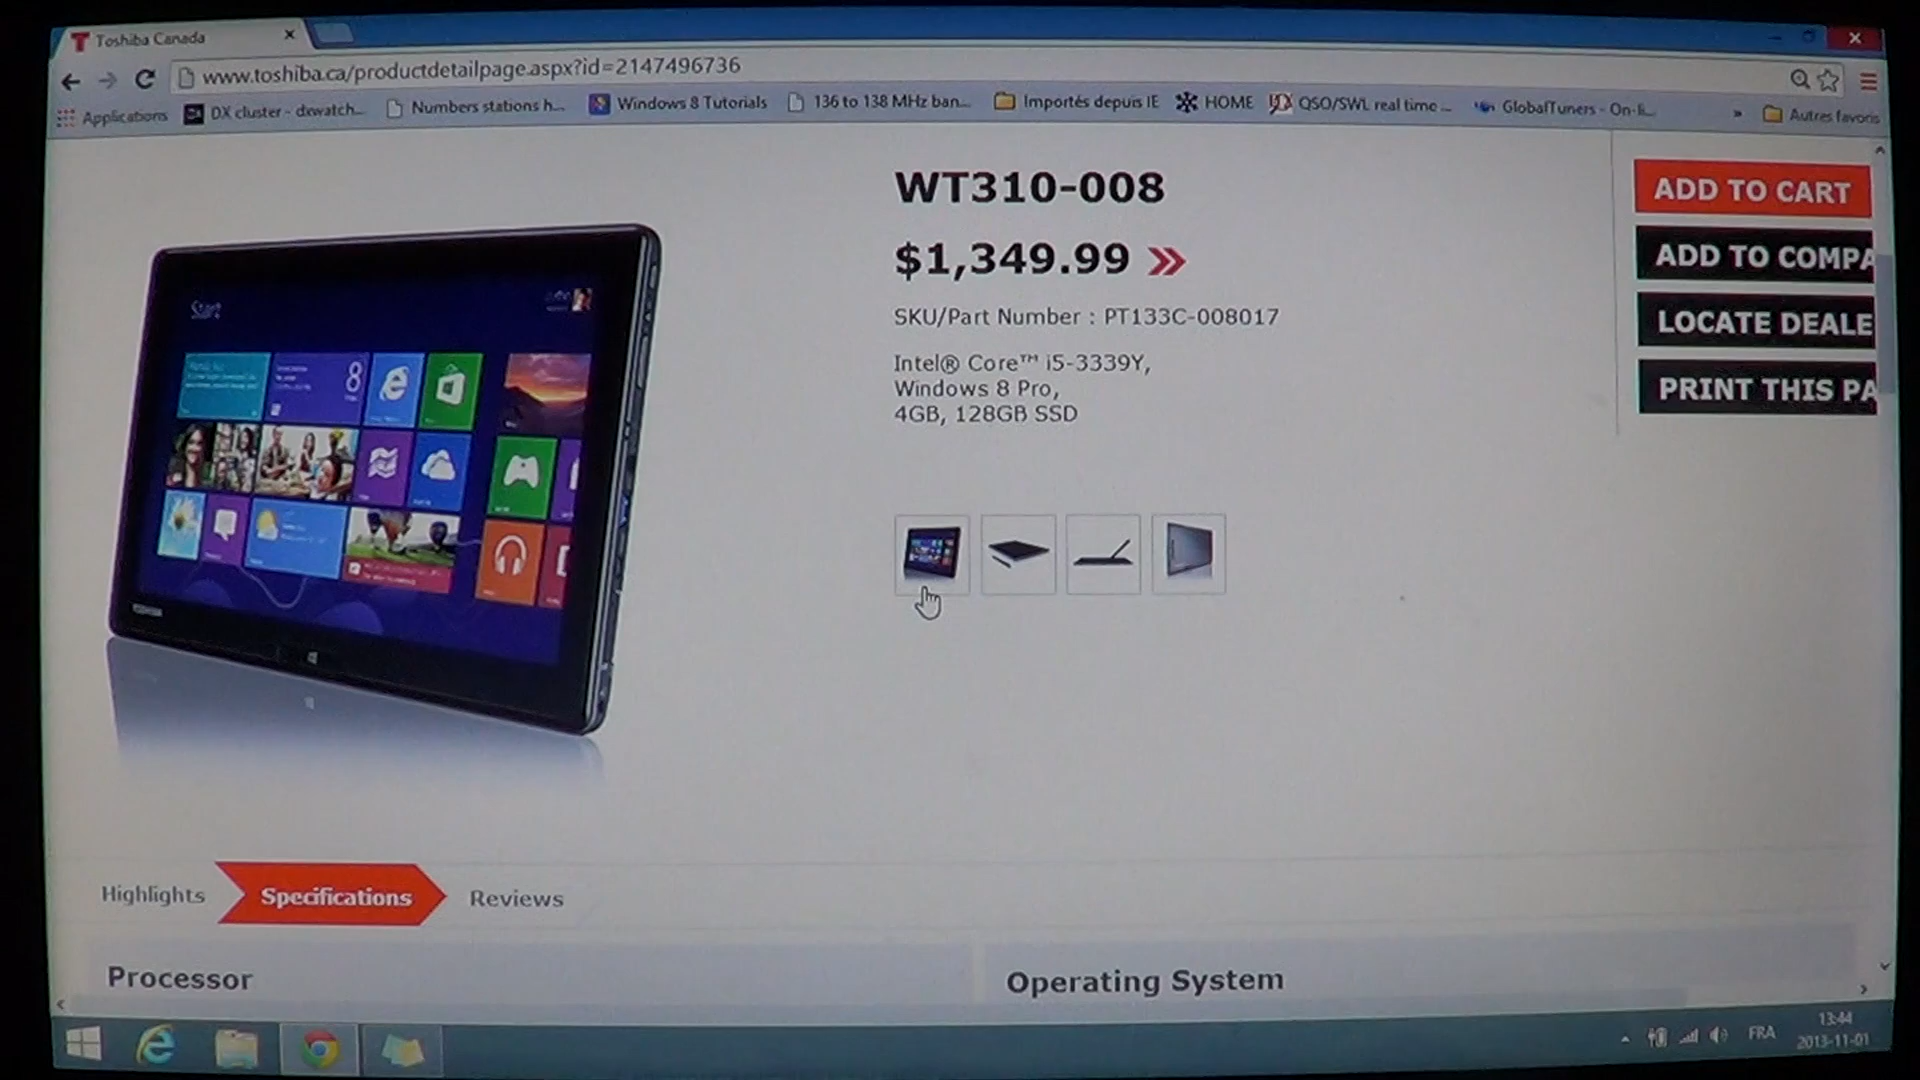 Toshiba Canada
www.toshiba.ca/productdetailpage.aspx?id=2147496736
Applications DX cluster - dxwatch... Numbers stations h... Windows 8 Tutorials 136 to 138 MHz ban... Importés depuis IE HOME QSO/SWL real time ... GlobalTuners - On-li... » Autres favoris
WT310-008
$1,349.99
SKU/Part Number : PT133C-008017
Intel® Core™ i5-3339Y,
Windows 8 Pro,
4GB, 128GB SSD
ADD TO CART
ADD TO COMPA
LOCATE DEALE
PRINT THIS PA
Start
8
Highlights Specifications Reviews
Processor
Operating System
FRA
13:44
2013-11-01